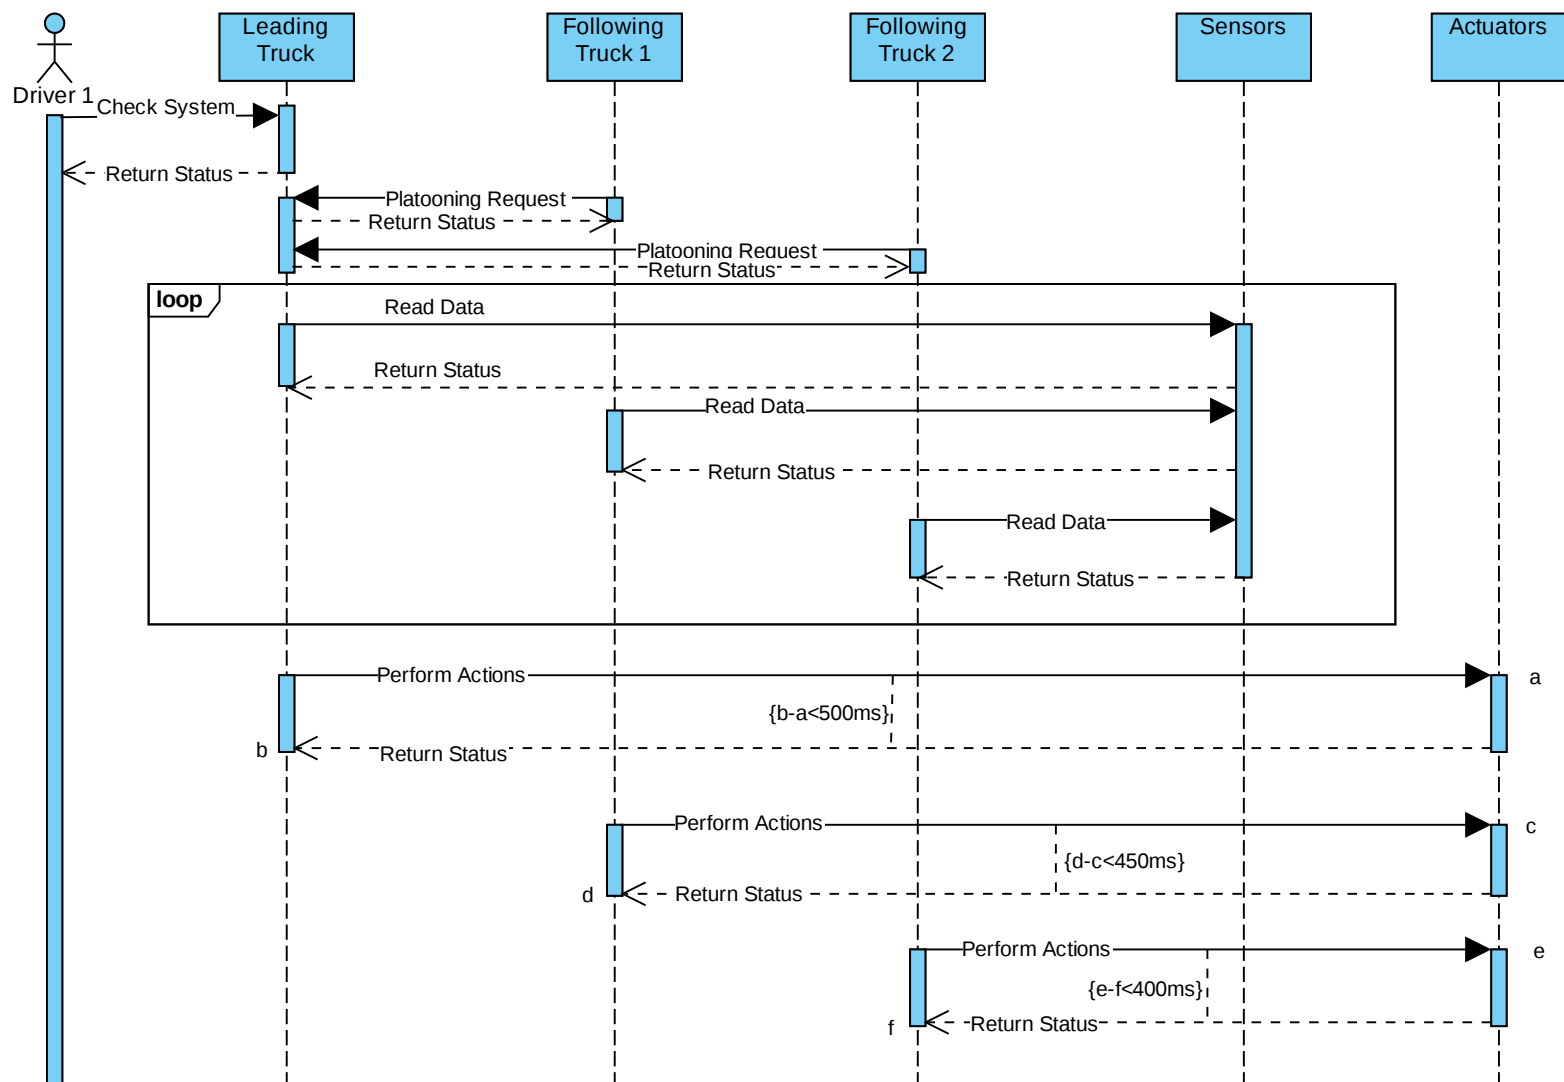 Leading
Truck
Following
Truck 1
Following
Truck 2
Sensors
Actuators
Driver 1
Check System
Return Status
Platooning Request
Return Status
Platooning Request
Return Status
loop
Read Data
Return Status
Read Data
Return Status
Read Data
Return Status
Perform Actions
a
{b-a<500ms}
b
Return Status
Perform Actions
c
{d-c<450ms}
d
Return Status
Perform Actions
e
{e-f<400ms}
f
Return Status